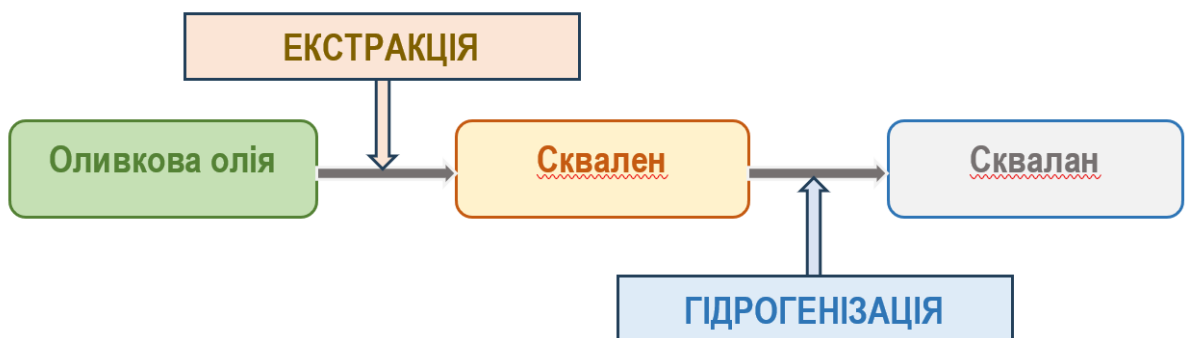 ЕКСТРАКЦІЯ
Оливкова олія
Сквален
Сквалан
ГІДРОГЕНІЗАЦІЯ